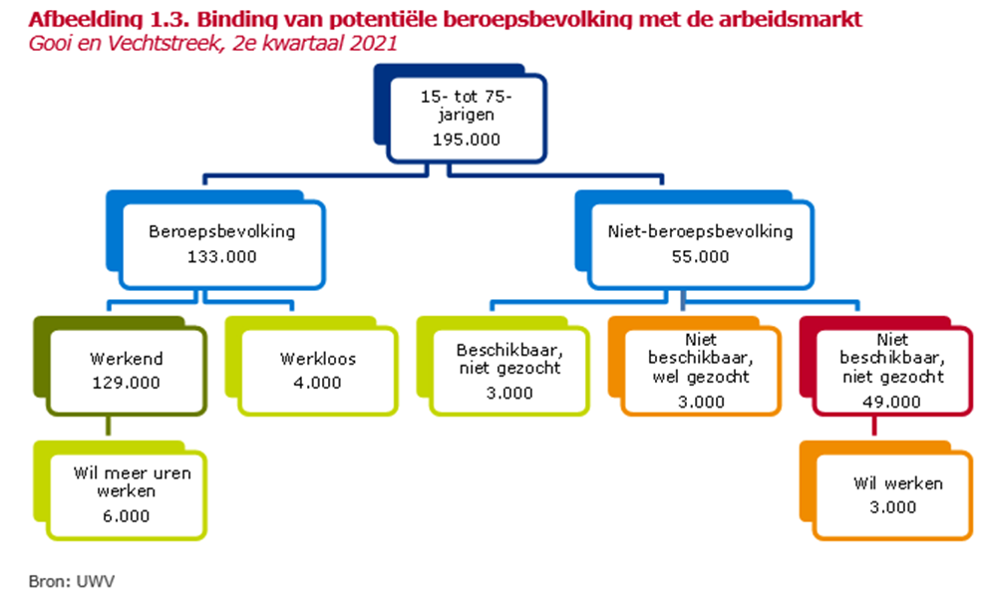 Afbeelding 1.3. Binding van potentiële beroepsbevolking met de arbeidsmarkt
Gooi en Vechtstreek, 2e kwartaal 2021
15- tot 75-
jarigen
195.000
Beroepsbevolking
133.000
Niet-beroepsbevolking
55.000
Werkend
129.000
Werkloos
4.000
Beschikbaar,
niet gezocht
3.000
Niet
beschikbaar,
wel gezocht
3.000
Niet
beschikbaar,
niet gezocht
49.000
Wil meer uren
werken
6.000
Wil werken
3.000
Bron: UWV